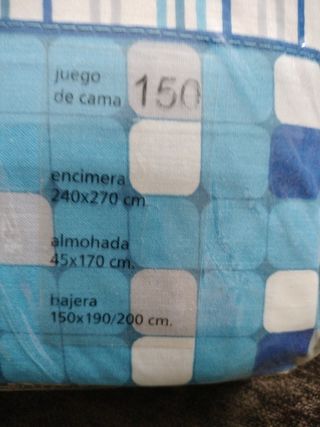 juego
de cama 150
encimera
240x270 cm
almohada
45x170 cm.
bajera
150x190/200 cm.